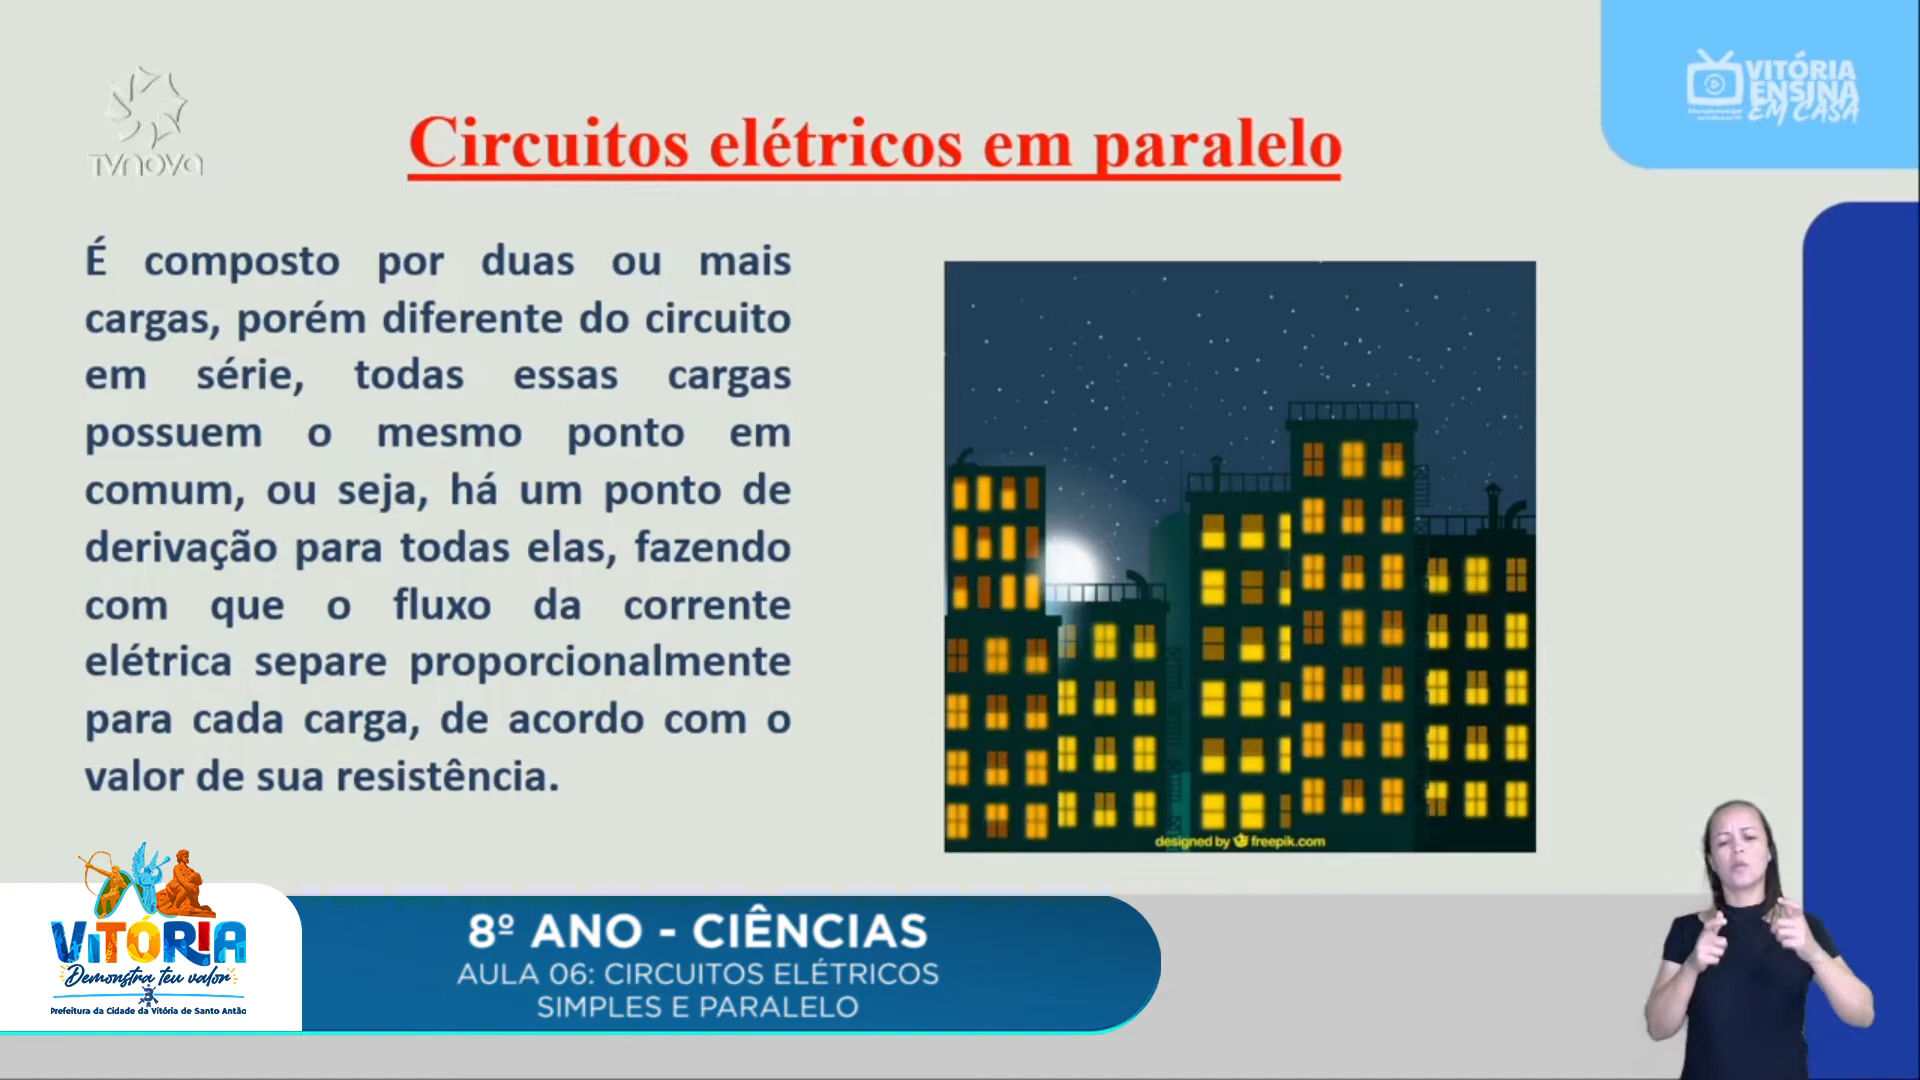 TVNOVA
VITÓRIA
ENSINA
EM CASA
Circuitos elétricos em paralelo
É composto por duas ou mais
cargas, porém diferente do circuito
em série, todas essas cargas
possuem o mesmo ponto em
comum, ou seja, há um ponto de
derivação para todas elas, fazendo
com que o fluxo da corrente
elétrica separe proporcionalmente
para cada carga, de acordo com o
valor de sua resistência.
designed by freepik.com
VITÓRIA
Demonstra teu valor
Prefeitura da Cidade da Vitória de Santo Antão
8º ANO - CIÊNCIAS
AULA 06: CIRCUITOS ELÉTRICOS
SIMPLES E PARALELO